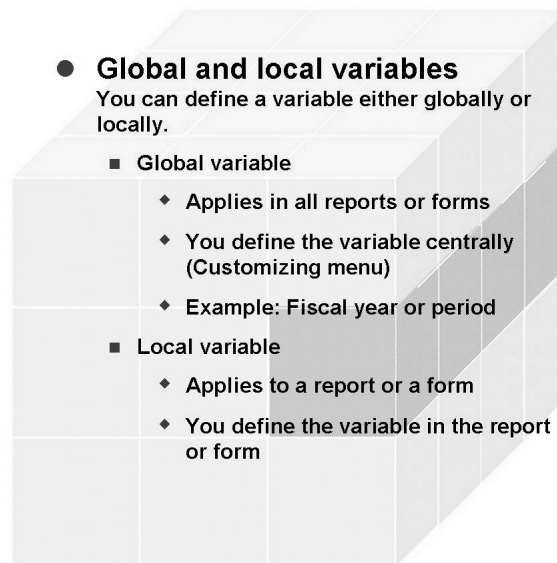 Global and local variables
You can define a variable either globally or
locally.
Global variable
Applies in all reports or forms
You define the variable centrally
(Customizing menu)
Example: Fiscal year or period
Local variable
Applies to a report or a form
You define the variable in the report
or form